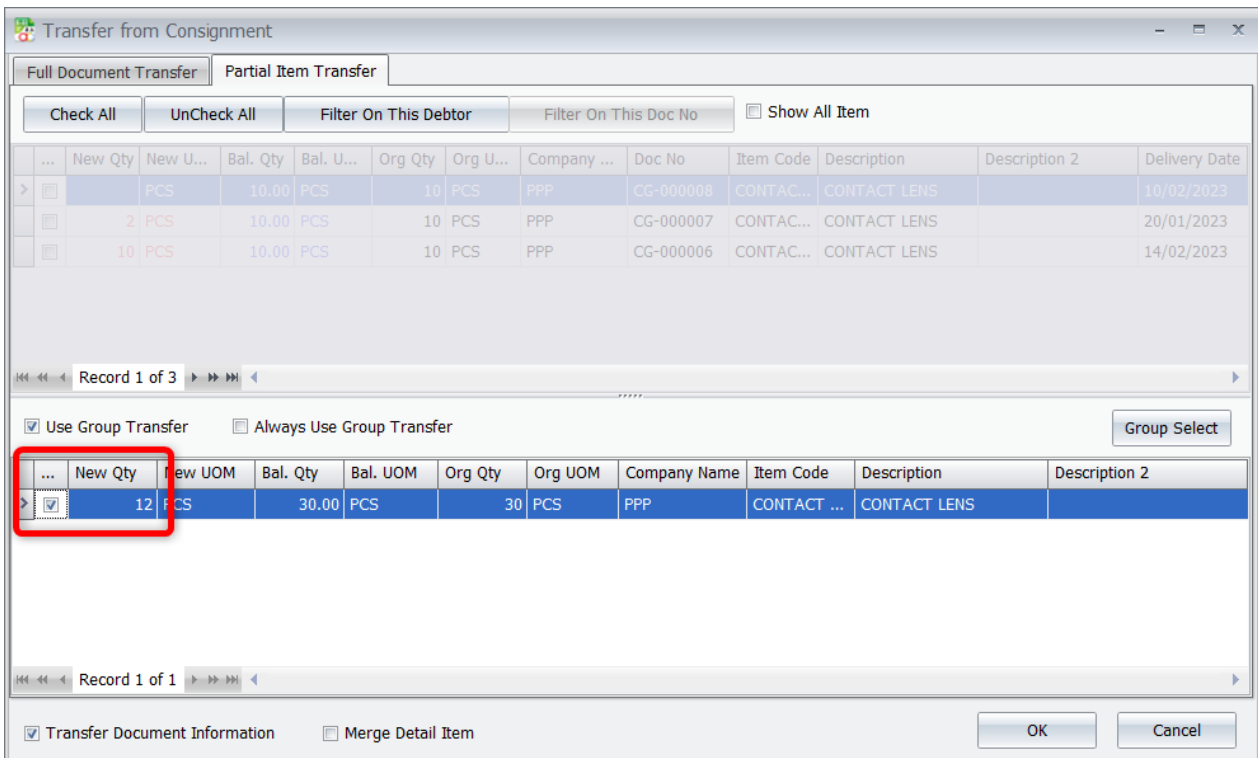 Transfer from Consignment
Full Document Transfer Partial Item Transfer
Check All UnCheck All Filter On This Debtor Filter On This Doc No Show All Item
... New Qty New U... Bal. Qty Bal. U... Org Qty Org U... Company ... Doc No Item Code Description Description 2 Delivery Date
PCS 10.00 PCS 10 PCS PPP CG-000008 CONTAC... CONTACT LENS 10/02/2023
2 PCS 10.00 PCS 10 PCS PPP CG-000007 CONTAC... CONTACT LENS 20/01/2023
10 PCS 10.00 PCS 10 PCS PPP CG-000006 CONTAC... CONTACT LENS 14/02/2023
Record 1 of 3
Use Group Transfer Always Use Group Transfer Group Select
... New Qty New UOM Bal. Qty Bal. UOM Org Qty Org UOM Company Name Item Code Description Description 2
12 PCS 30.00 PCS 30 PCS PPP CONTACT ... CONTACT LENS
Record 1 of 1
Transfer Document Information Merge Detail Item OK Cancel